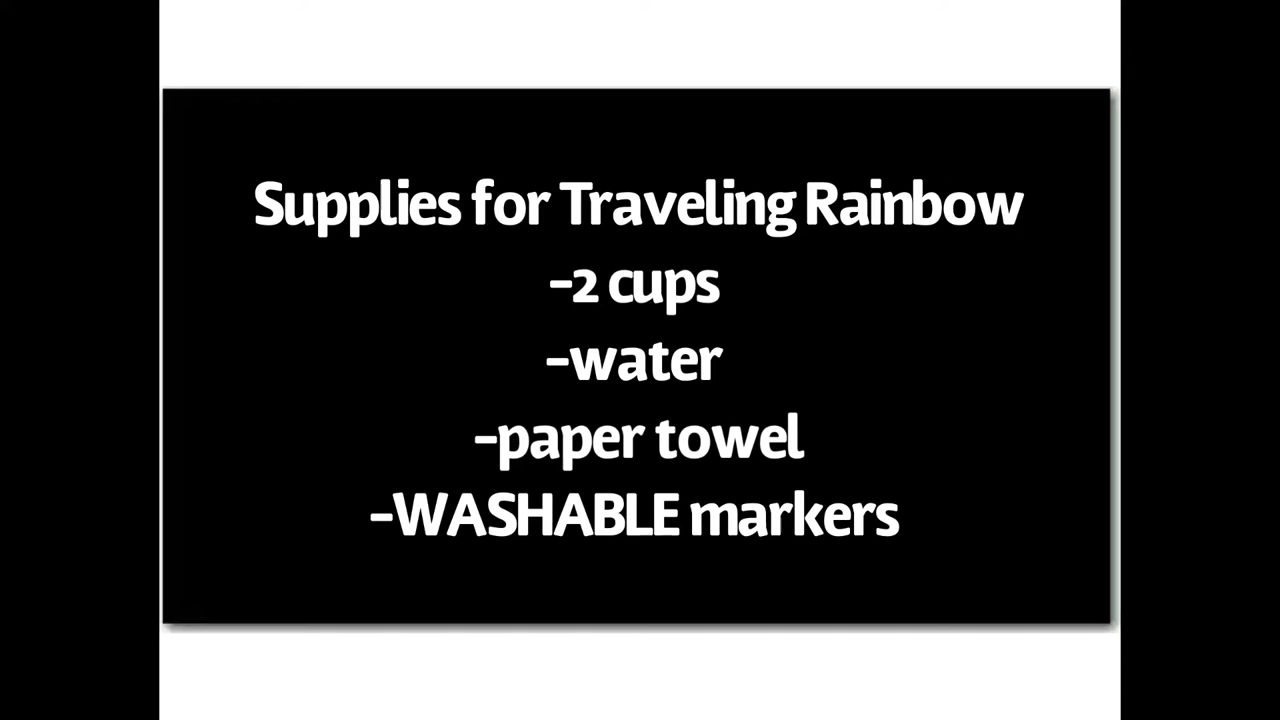 Supplies for Traveling Rainbow
-2 cups
-water
-paper towel
-WASHABLE markers